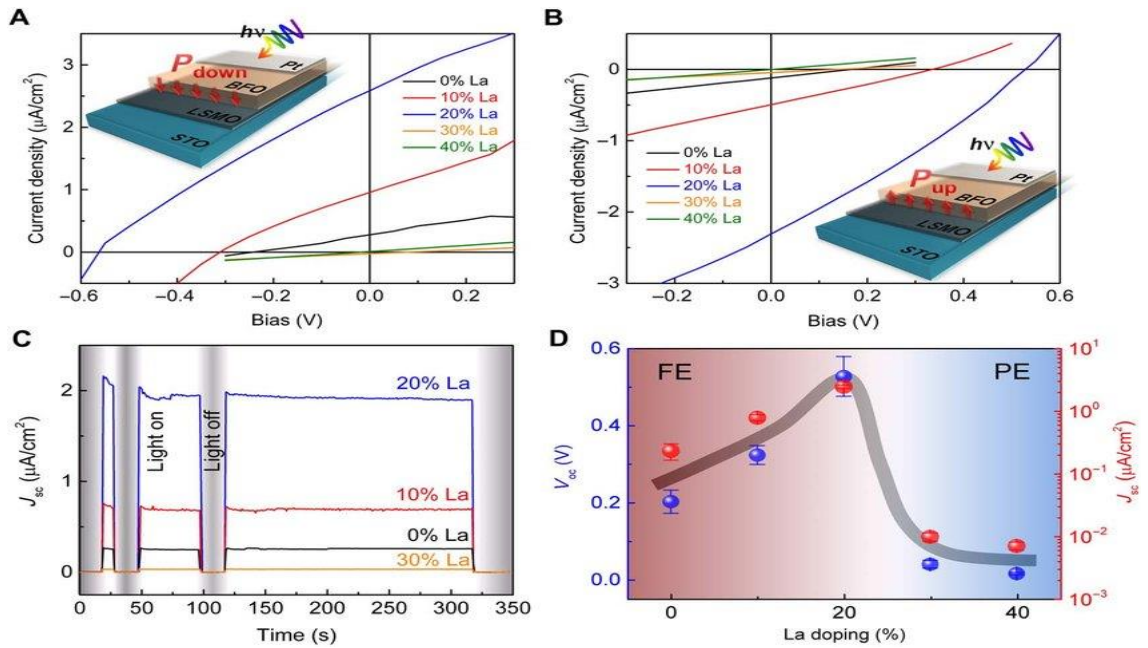 A
hν
Pt
P down
BFO
LSMO
STO
0% La
10% La
20% La
30% La
40% La
Current density (μA/cm²)
3
2
1
0
−0.6 −0.4 −0.2 0.0 0.2
Bias (V)
B
0% La
10% La
20% La
30% La
40% La
hν
Pt
P up
BFO
LSMO
STO
Current density (μA/cm²)
0
−1
−2
−3
−0.2 0.0 0.2 0.4 0.6
Bias (V)
C
20% La
Light on
Light off
10% La
0% La
30% La
Jsc (μA/cm²)
2
1
0
0 50 100 150 200 250 300 350
Time (s)
D
FE
PE
Voc (V)
0.6
0.4
0.2
0.0
Jsc (μA/cm²)
10¹
10⁰
10⁻¹
10⁻²
10⁻³
0 10 20 30 40
La doping (%)